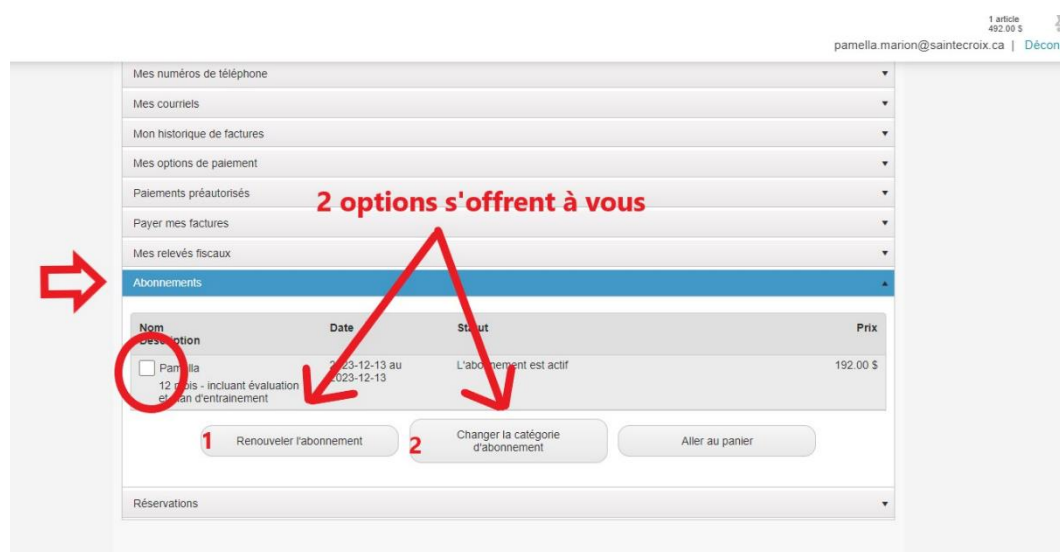 1 article
492.00 $
pamella.marion@saintecroix.ca | Décon
Mes numéros de téléphone
Mes courriels
Mon historique de factures
Mes options de paiement
Paiements préautorisés
2 options s'offrent à vous
Payer mes factures
Mes relevés fiscaux
Abonnements
Nom Date Statut Prix
Description
Pamella 2023-12-13 au L'abonnement est actif 192.00 $
12 mois - incluant évaluation 2023-12-13
et plan d'entrainement
1 Renouveler l'abonnement
2 Changer la catégorie
d'abonnement
Aller au panier
Réservations